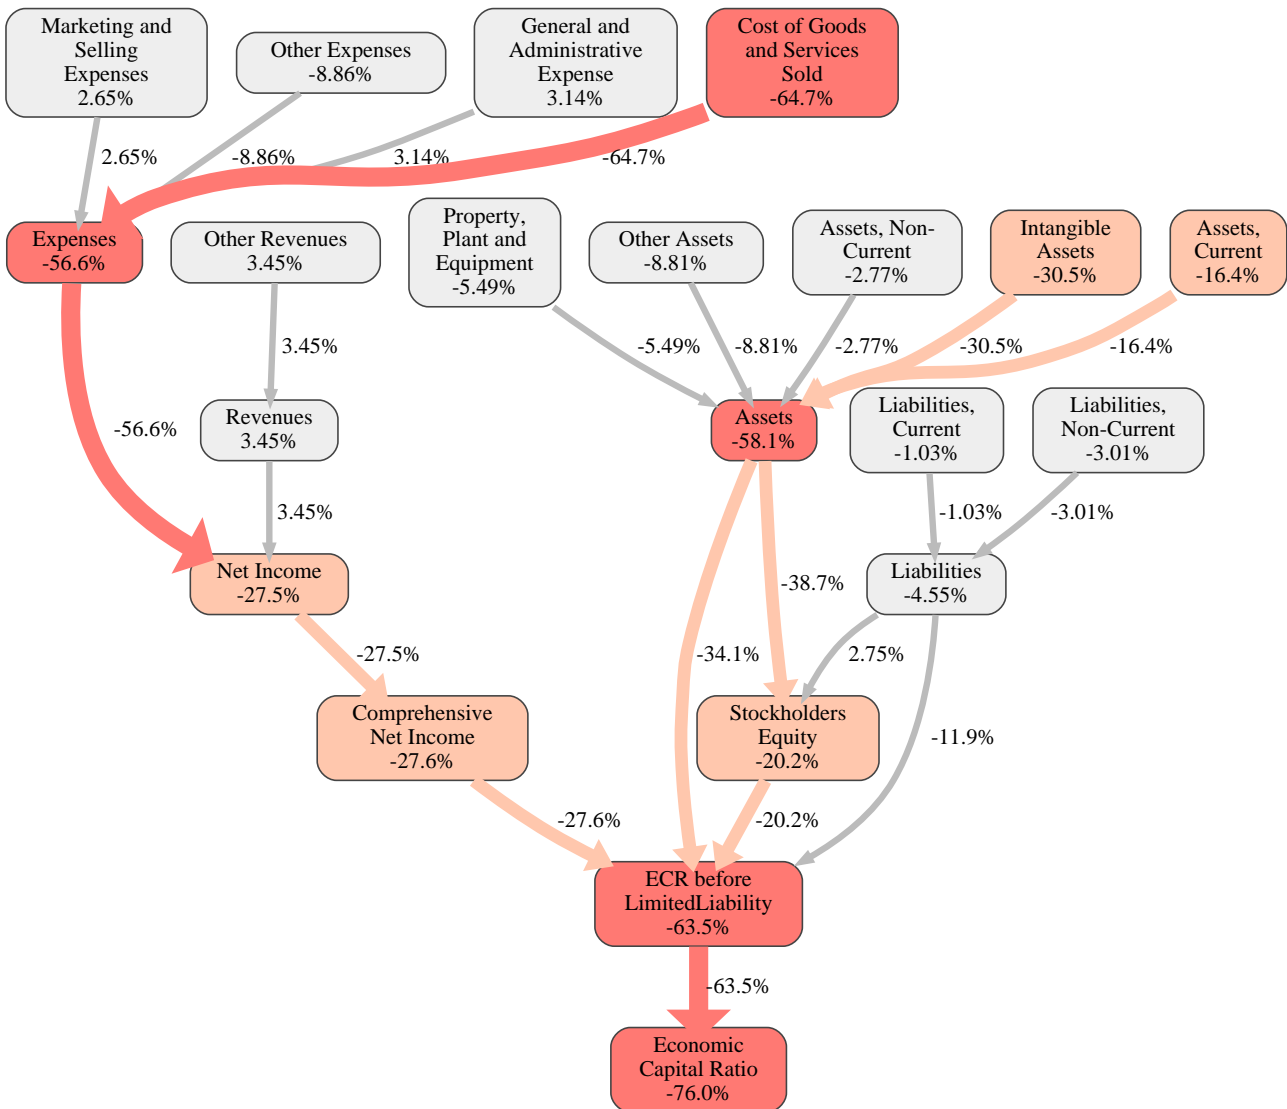 Marketing and
Selling
Expenses
2.65%
Other Expenses
-8.86%
General and
Administrative
Expense
3.14%
Cost of Goods
and Services
Sold
-64.7%
2.65%
-8.86%
3.14%
-64.7%
Expenses
-56.6%
Other Revenues
3.45%
Property,
Plant and
Equipment
-5.49%
Other Assets
-8.81%
Assets, Non-
Current
-2.77%
Intangible
Assets
-30.5%
Assets,
Current
-16.4%
3.45%
-5.49%
-8.81%
-2.77%
-30.5%
-16.4%
-56.6%
Revenues
3.45%
Assets
-58.1%
Liabilities,
Current
-1.03%
Liabilities,
Non-Current
-3.01%
3.45%
-1.03%
-3.01%
Net Income
-27.5%
-38.7%
Liabilities
-4.55%
-27.5%
-34.1%
2.75%
Comprehensive
Net Income
-27.6%
Stockholders
Equity
-20.2%
-11.9%
-27.6%
-20.2%
ECR before
LimitedLiability
-63.5%
-63.5%
Economic
Capital Ratio
-76.0%